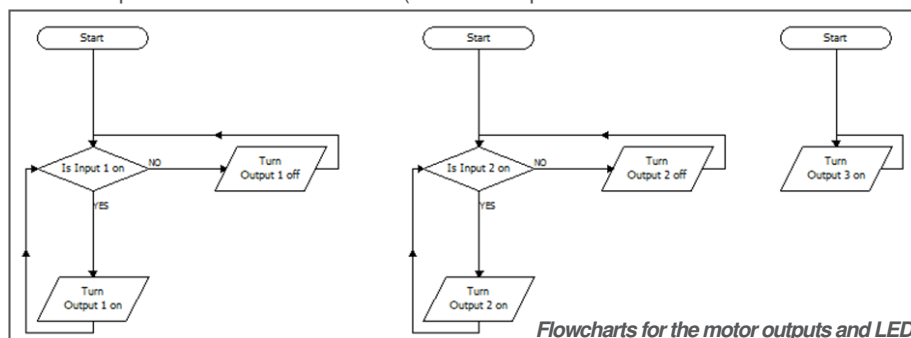 Start
Is Input 1 on
NO
Turn
Output 1 off
YES
Turn
Output 1 on
Start
Is Input 2 on
NO
Turn
Output 2 off
YES
Turn
Output 2 on
Start
Turn
Output 3 on
Flowcharts for the motor outputs and LED